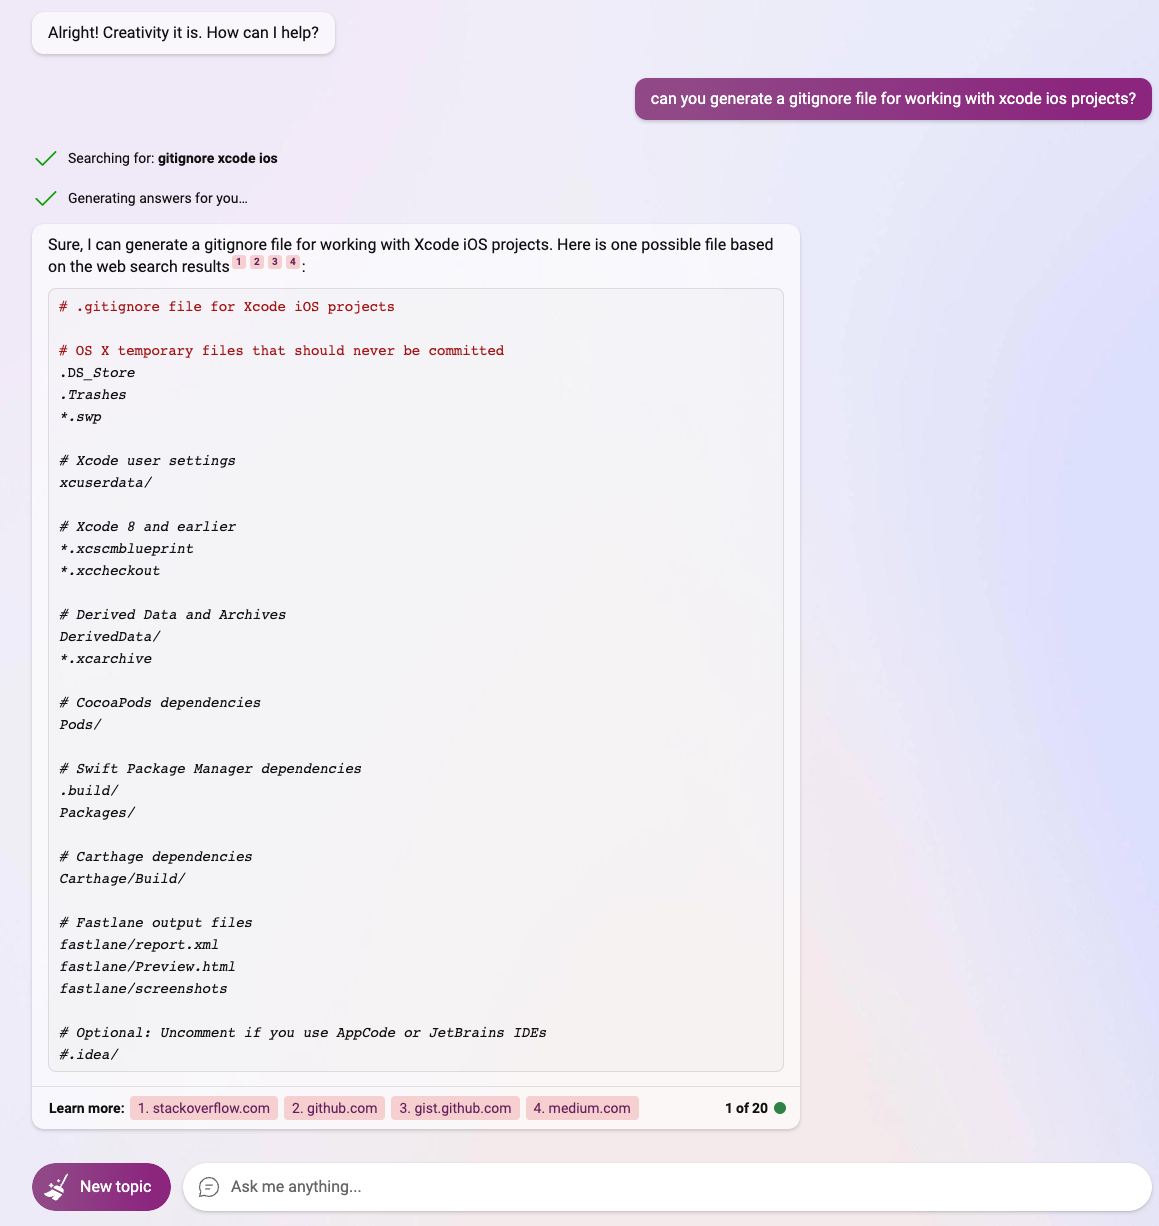 Alright! Creativity it is. How can I help?
can you generate a gitignore file for working with xcode ios projects?
Searching for: gitignore xcode ios
Generating answers for you...
Sure, I can generate a gitignore file for working with Xcode iOS projects. Here is one possible file based
on the web search results 1 2 3 4 :
# .gitignore file for Xcode iOS projects
# OS X temporary files that should never be committed
.DS_Store
.Trashes
*.swp
# Xcode user settings
xcuserdata/
# Xcode 8 and earlier
*.xcscmblueprint
*.xccheckout
# Derived Data and Archives
DerivedData/
*.xcarchive
# CocoaPods dependencies
Pods/
# Swift Package Manager dependencies
.build/
Packages/
# Carthage dependencies
Carthage/Build/
# Fastlane output files
fastlane/report.xml
fastlane/Preview.html
fastlane/screenshots
# Optional: Uncomment if you use AppCode or JetBrains IDEs
#.idea/
Learn more: 1. stackoverflow.com 2. github.com 3. gist.github.com 4. medium.com 1 of 20
New topic Ask me anything...